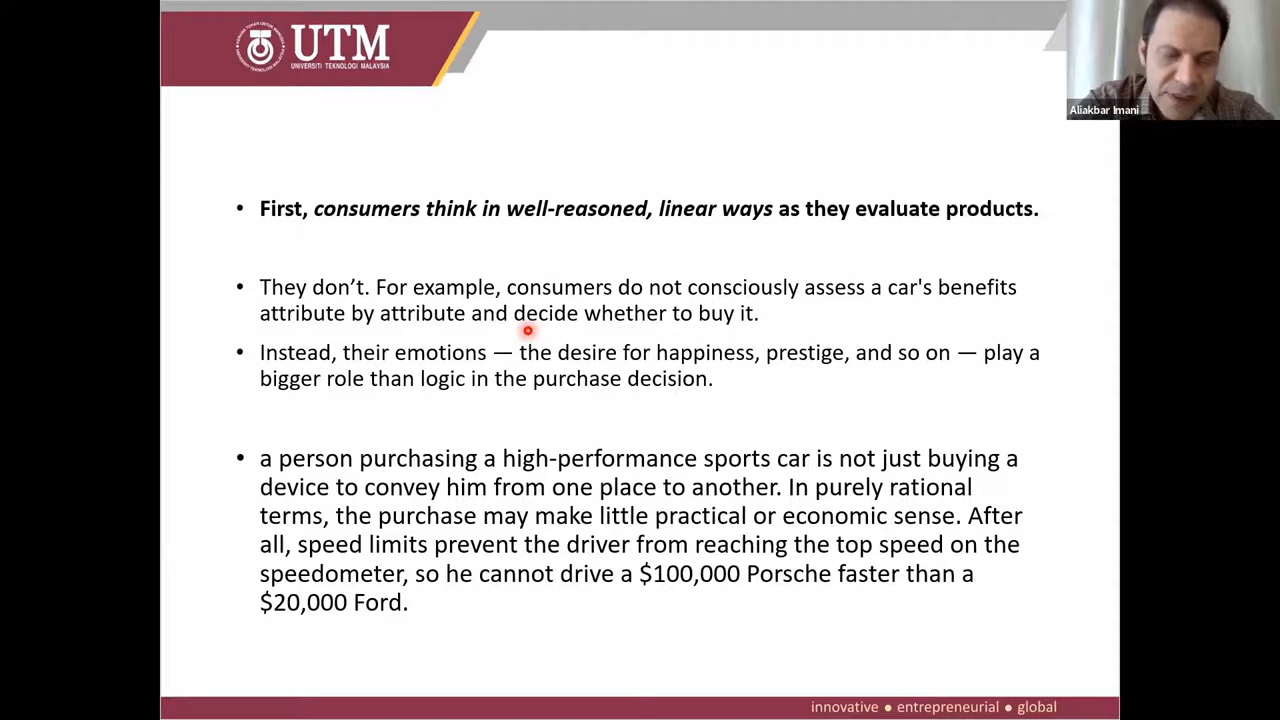 UTM
UNIVERSITI TEKNOLOGI MALAYSIA
Aliakbar Imani
• First, consumers think in well-reasoned, linear ways as they evaluate products.
• They don’t. For example, consumers do not consciously assess a car's benefits
attribute by attribute and decide whether to buy it.
• Instead, their emotions — the desire for happiness, prestige, and so on — play a
bigger role than logic in the purchase decision.
• a person purchasing a high-performance sports car is not just buying a
device to convey him from one place to another. In purely rational
terms, the purchase may make little practical or economic sense. After
all, speed limits prevent the driver from reaching the top speed on the
speedometer, so he cannot drive a $100,000 Porsche faster than a
$20,000 Ford.
innovative ● entrepreneurial ● global